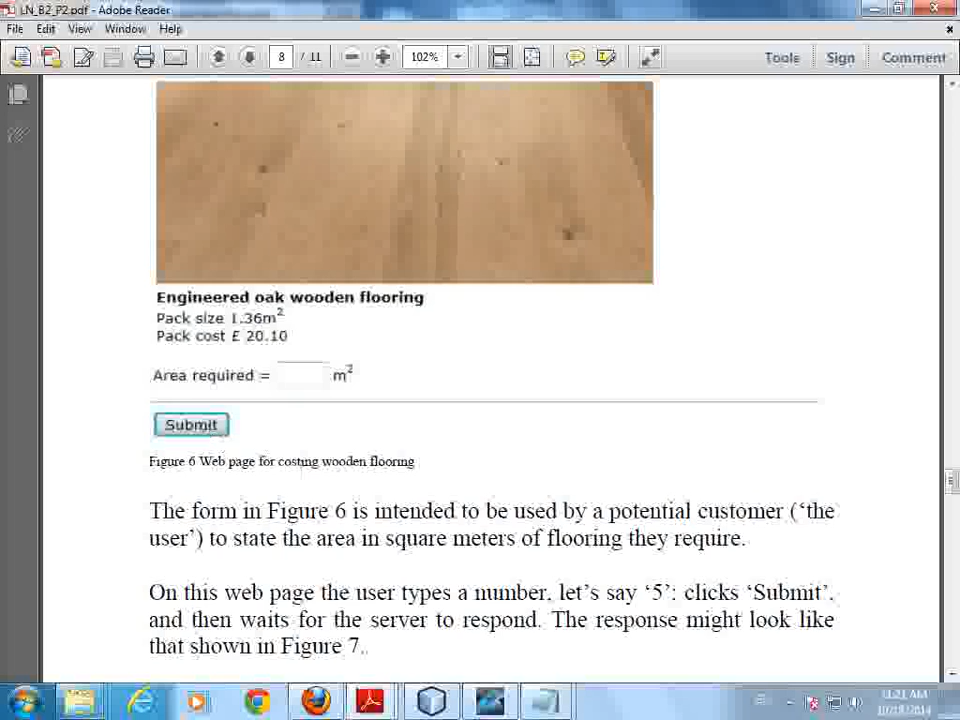 LN_B2_P2.pdf - Adobe Reader
File Edit View Window Help
8 / 11 102% Tools Sign Comment
Engineered oak wooden flooring
Pack size 1.36m²
Pack cost £ 20.10
Area required = m²
Submit
Figure 6 Web page for costing wooden flooring
The form in Figure 6 is intended to be used by a potential customer (‘the
user’) to state the area in square meters of flooring they require.
On this web page the user types a number, let’s say ‘5’; clicks ‘Submit’,
and then waits for the server to respond. The response might look like
that shown in Figure 7.